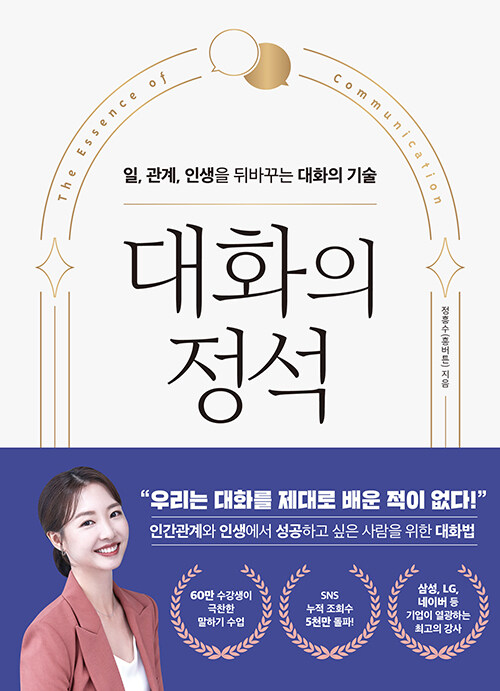 The Essence of Communication
일, 관계, 인생을 뒤바꾸는 대화의 기술
대화의
정석
정흥수(흥버튼) 지음
“우리는 대화를 제대로 배운 적이 없다!”
인간관계와 인생에서 성공하고 싶은 사람을 위한 대화법
60만 수강생이
극찬한
말하기 수업
SNS
누적 조회수
5천만 돌파!
삼성, LG,
네이버 등
기업이 열광하는
최고의 강사